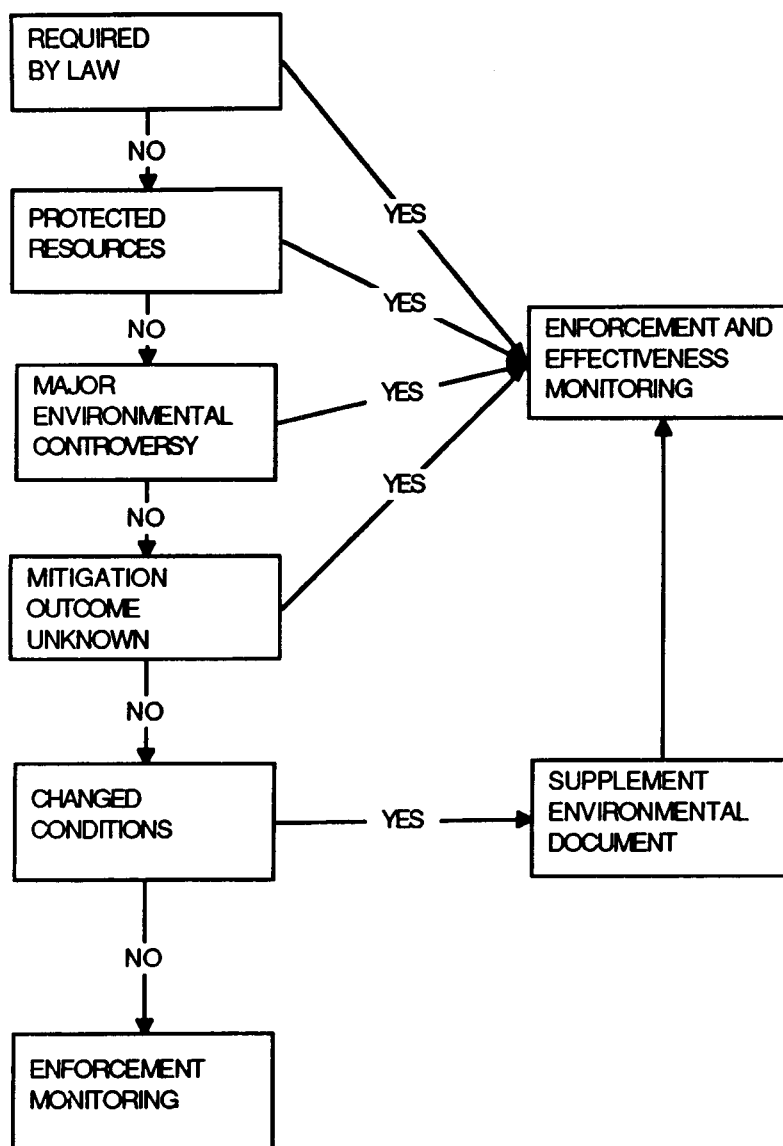 REQUIRED
BY LAW
NO
YES
PROTECTED
RESOURCES
YES
NO
ENFORCEMENT AND
EFFECTIVENESS
MONITORING
MAJOR
ENVIRONMENTAL
CONTROVERSY
YES
YES
NO
MITIGATION
OUTCOME
UNKNOWN
NO
CHANGED
CONDITIONS
YES
SUPPLEMENT
ENVIRONMENTAL
DOCUMENT
NO
ENFORCEMENT
MONITORING